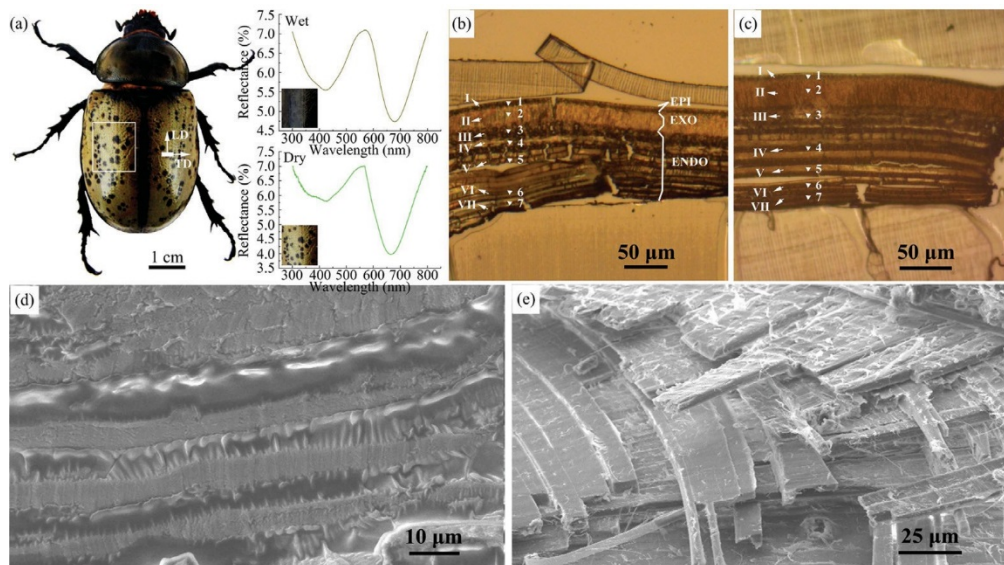 (a)
LD
TD
1 cm
Wet
Reflectance (%)
7.5
7.0
6.5
6.0
5.5
5.0
4.5
300 400 500 600 700 800
Wavelength (nm)
Dry
Reflectance (%)
7.0
6.5
6.0
5.5
5.0
4.5
4.0
3.5
300 400 500 600 700 800
Wavelength (nm)
(b)
I
II
III
IV
V
VI
VII
1
2
3
4
5
6
7
EPI
EXO
ENDO
50 μm
(c)
I
II
III
IV
V
VI
VII
1
2
3
4
5
6
7
50 μm
(d)
10 μm
(e)
25 μm